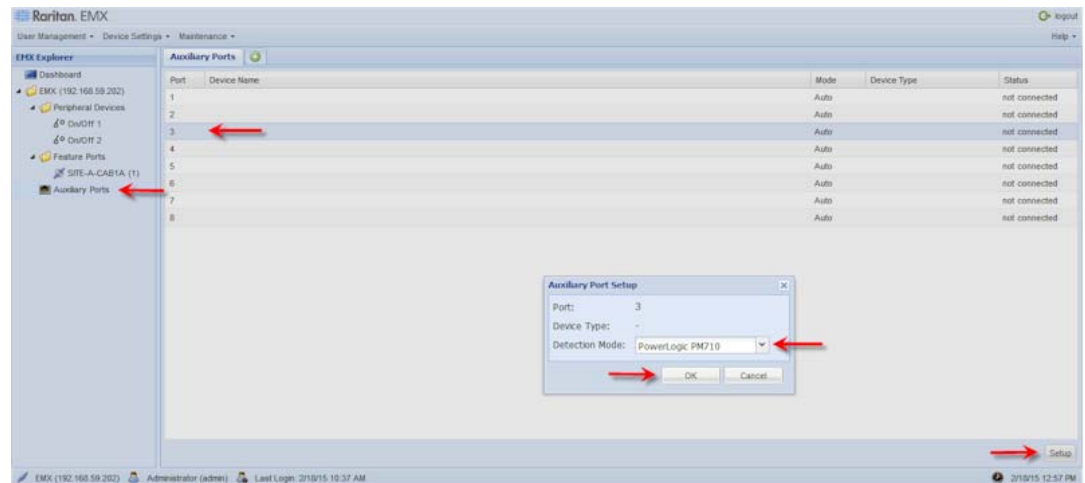 Raritan. EMX
logout
User Management Device Settings Maintenance
Help
EMX Explorer
Auxiliary Ports
Dashboard
EMX (192.168.59.202)
Peripheral Devices
On/Off 1
On/Off 2
Feature Ports
SITE-A-CAB1A (1)
Auxiliary Ports
Port Device Name Mode Device Type Status
1 Auto not connected
2 Auto not connected
3 Auto not connected
4 Auto not connected
5 Auto not connected
6 Auto not connected
7 Auto not connected
8 Auto not connected
Auxiliary Port Setup
Port: 3
Device Type: -
Detection Mode: PowerLogic PM710
OK Cancel
Setup
EMX (192.168.59.202) Administrator (admin) Last Login: 2/18/15 10:37 AM
2/18/15 12:57 PM